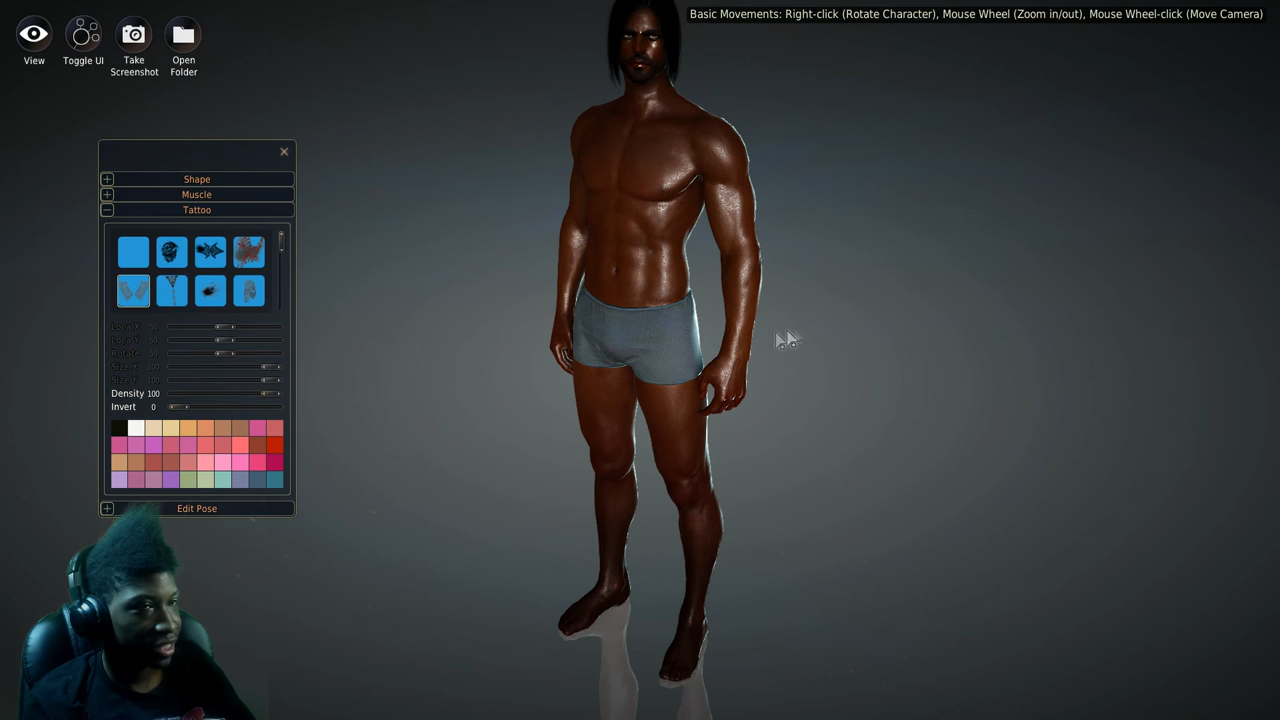 Basic Movements: Right-click (Rotate Character), Mouse Wheel (Zoom in/out), Mouse Wheel-click (Move Camera)
View
Toggle UI
Take
Screenshot
Open
Folder
Shape
Muscle
Tattoo
Density 100
Invert 0
Edit Pose